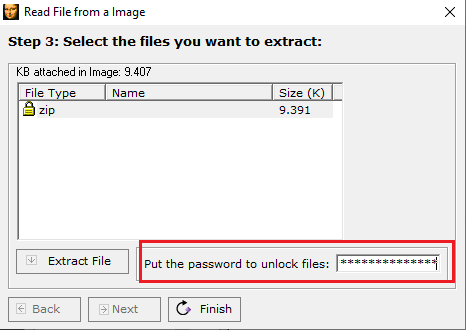 Read File from a Image
Step 3: Select the files you want to extract:
KB attached in Image: 9.407
File Type Name Size (K)
zip 9.391
Extract File
Put the password to unlock files: **************
Back Next Finish